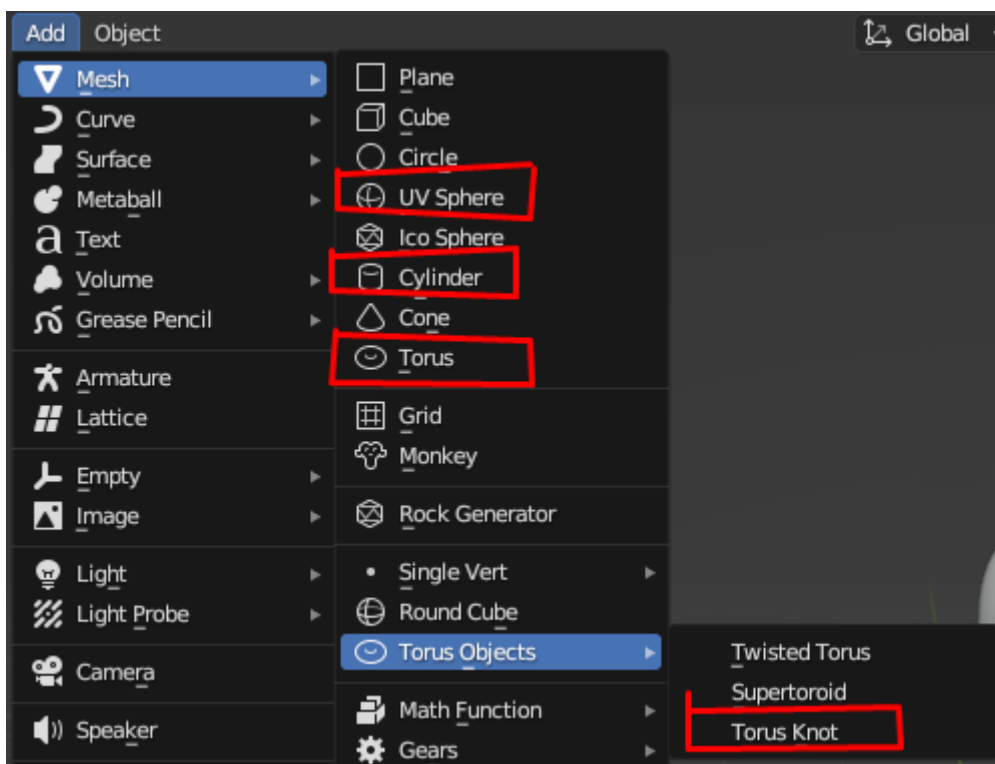 Add Object Global
Mesh
Curve
Surface
Metaball
Text
Volume
Grease Pencil
Armature
Lattice
Empty
Image
Light
Light Probe
Camera
Speaker
Plane
Cube
Circle
UV Sphere
Ico Sphere
Cylinder
Cone
Torus
Grid
Monkey
Rock Generator
Single Vert
Round Cube
Torus Objects
Math Function
Gears
Twisted Torus
Supertoroid
Torus Knot